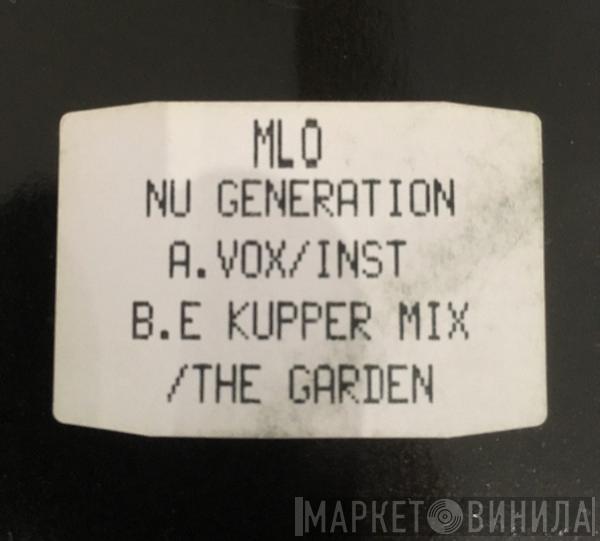 MLO
NU GENERATION
A.VOX/INST
B.E KUPPER MIX
/THE GARDEN
МАРКЕТ ВИНИЛА